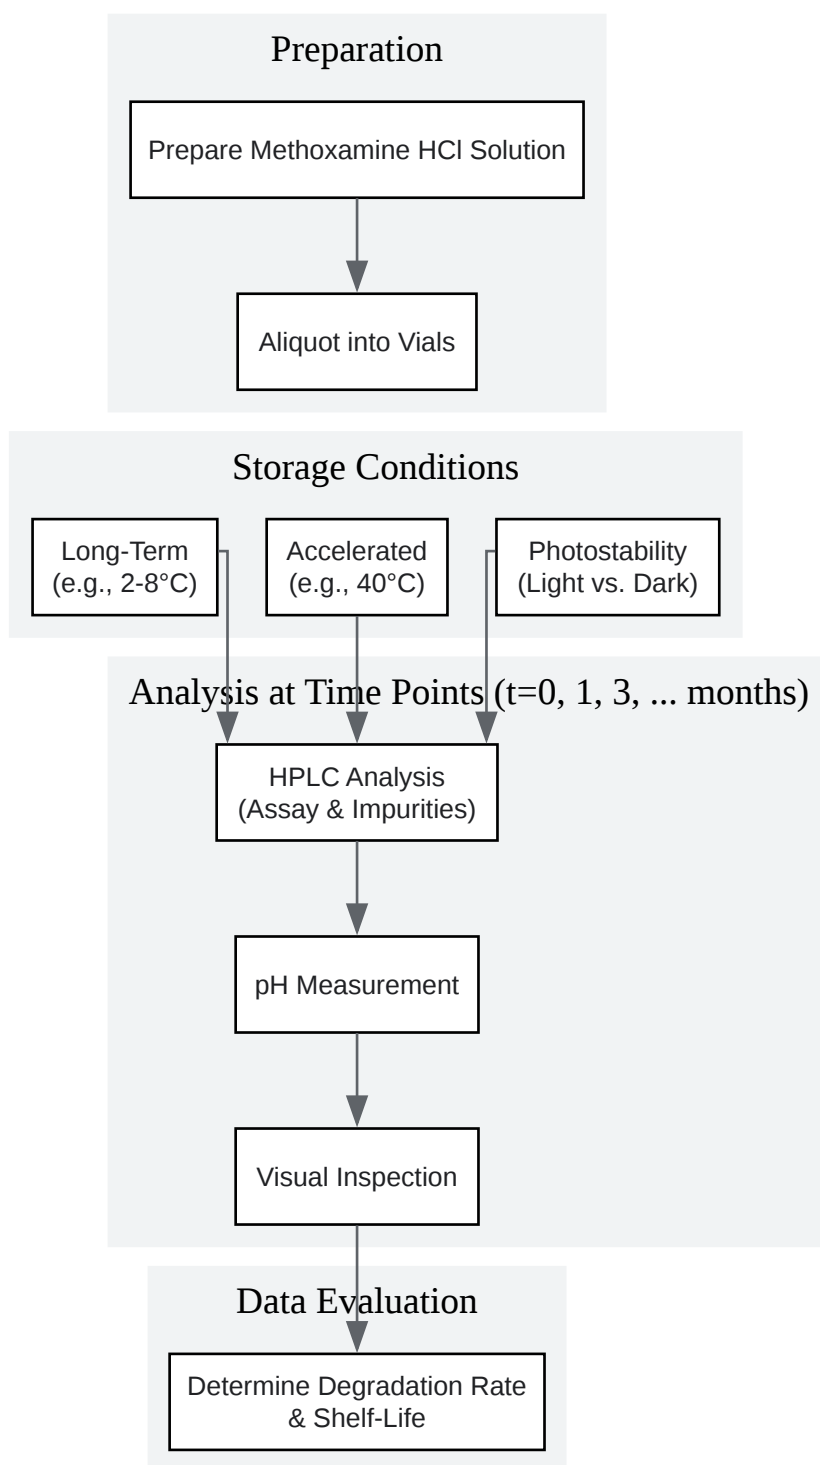 Preparation
Prepare Methoxamine HCl Solution
Aliquot into Vials
Storage Conditions
Long-Term
(e.g., 2-8°C)
Accelerated
(e.g., 40°C)
Photostability
(Light vs. Dark)
Analysis at Time Points (t=0, 1, 3, ... months)
HPLC Analysis
(Assay & Impurities)
pH Measurement
Visual Inspection
Data Evaluation
Determine Degradation Rate
& Shelf-Life